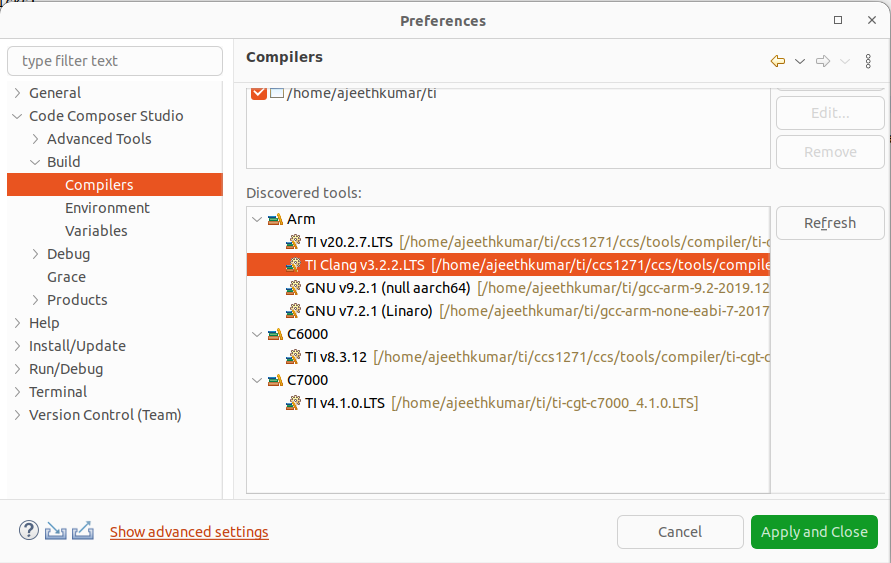 Preferences
type filter text
General
Code Composer Studio
Advanced Tools
Build
Compilers
Environment
Variables
Debug
Grace
Products
Help
Install/Update
Run/Debug
Terminal
Version Control (Team)
Compilers
/home/ajeethkumar/ti
Edit...
Remove
Discovered tools:
Refresh
Arm
TI v20.2.7.LTS [/home/ajeethkumar/ti/ccs1271/ccs/tools/compiler/ti-c
TI Clang v3.2.2.LTS [/home/ajeethkumar/ti/ccs1271/ccs/tools/compile
GNU v9.2.1 (null aarch64) [/home/ajeethkumar/ti/gcc-arm-9.2-2019.12
GNU v7.2.1 (Linaro) [/home/ajeethkumar/ti/gcc-arm-none-eabi-7-2017
C6000
TI v8.3.12 [/home/ajeethkumar/ti/ccs1271/ccs/tools/compiler/ti-cgt-c
C7000
TI v4.1.0.LTS [/home/ajeethkumar/ti/ti-cgt-c7000_4.1.0.LTS]
Show advanced settings
Cancel
Apply and Close